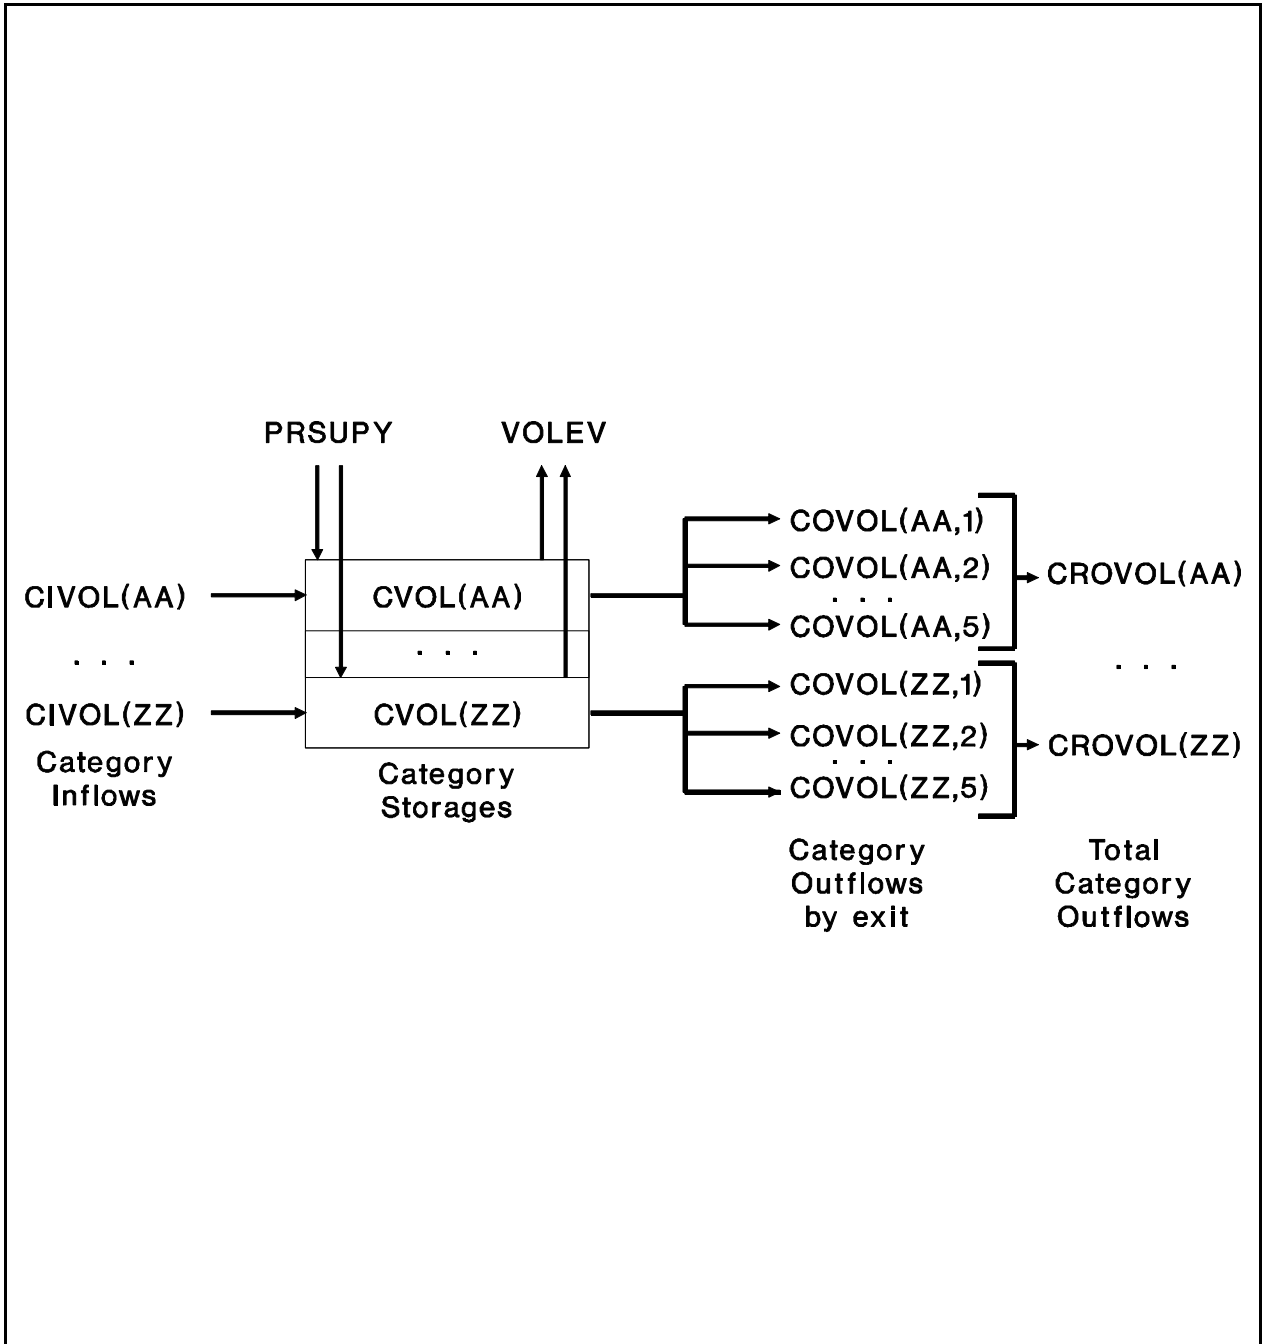 PRSUPY VOLEV
COVOL(AA,1)
COVOL(AA,2)
. . .
COVOL(AA,5)
CROVOL(AA)
CIVOL(AA)
CVOL(AA)
. . .
. . .
. . .
CIVOL(ZZ)
CVOL(ZZ)
COVOL(ZZ,1)
COVOL(ZZ,2)
. . .
COVOL(ZZ,5)
CROVOL(ZZ)
Category
Inflows
Category
Storages
Category
Outflows
by exit
Total
Category
Outflows